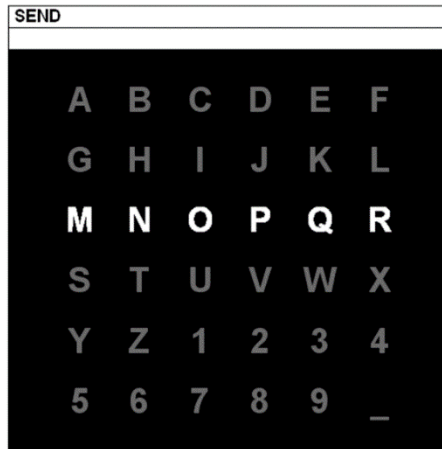 SEND
A B C D E F
G H I J K L
M N O P Q R
S T U V W X
Y Z 1 2 3 4
5 6 7 8 9 _